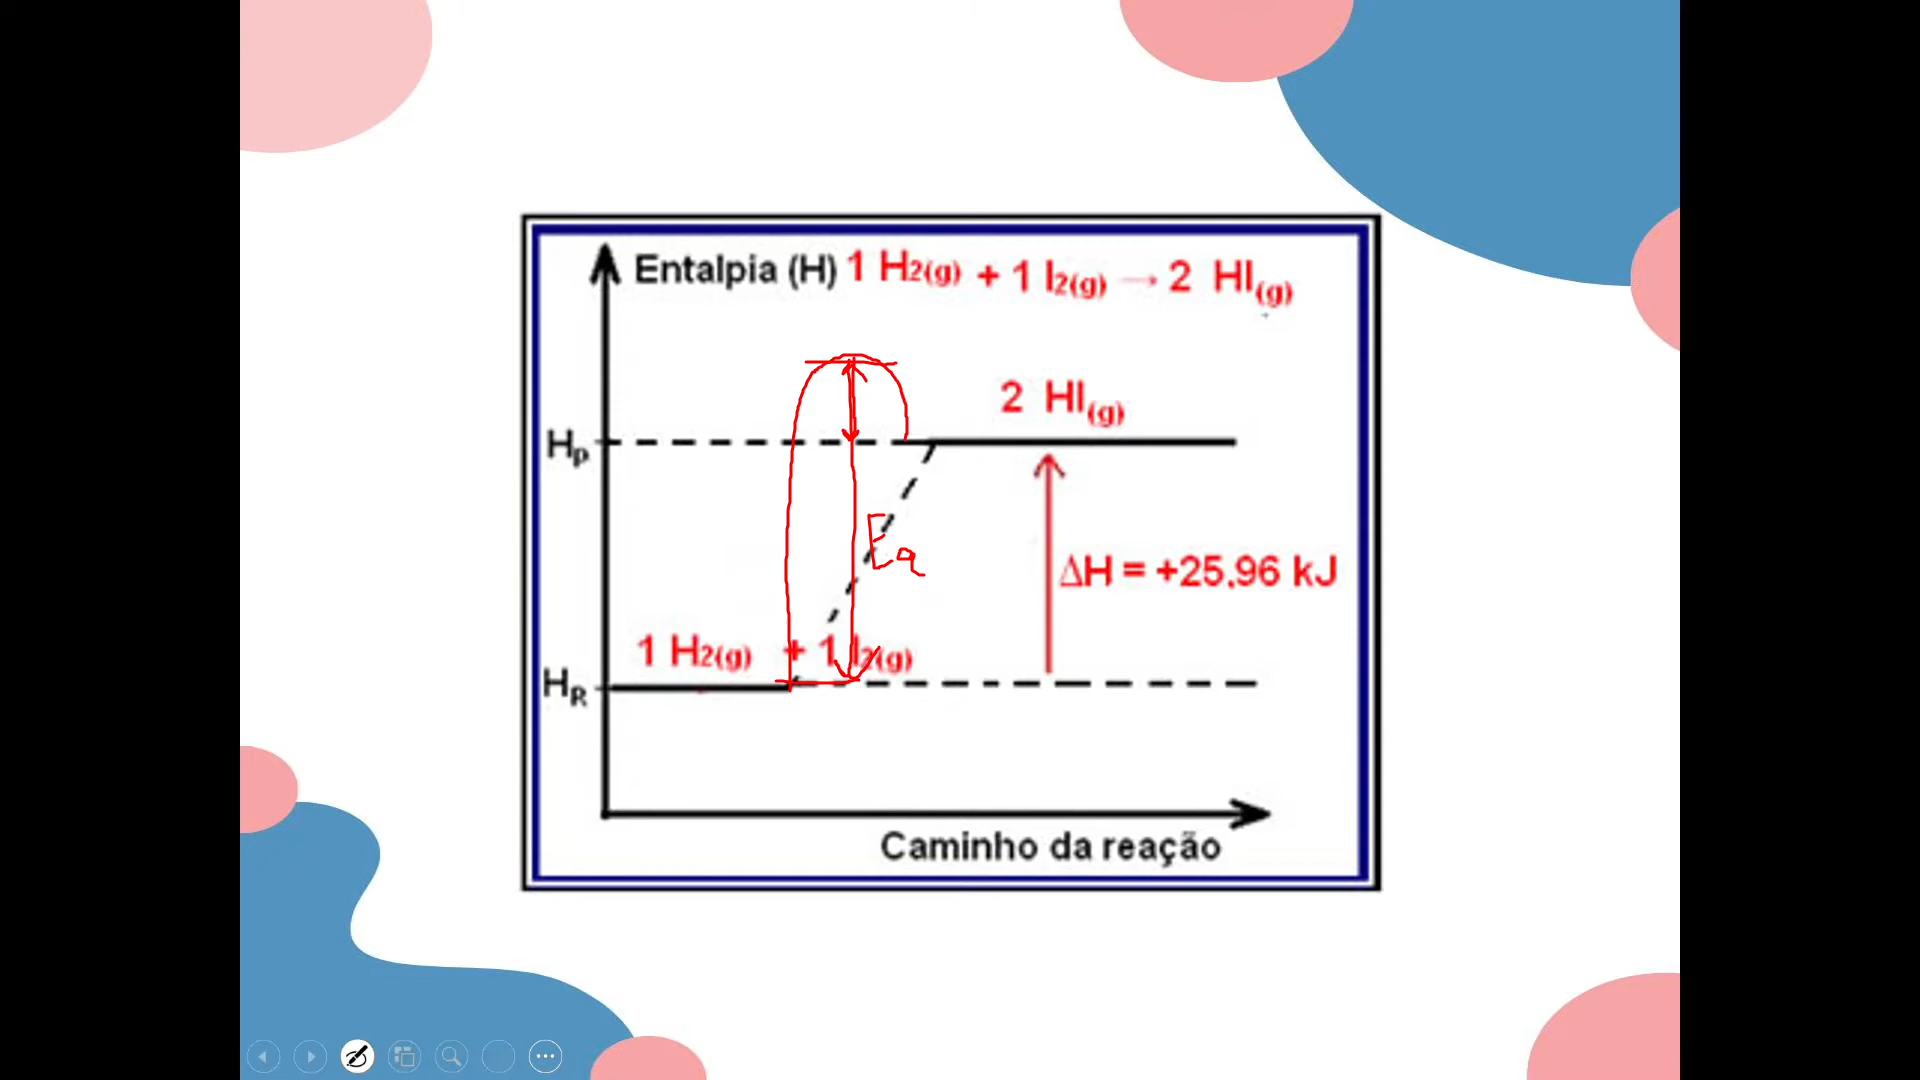 Entalpia (H) 1 H2(g) + 1 I2(g) → 2 HI(g)
2 HI(g)
Hp
Ea
ΔH = +25,96 kJ
1 H2(g) + 1 I2(g)
HR
Caminho da reação